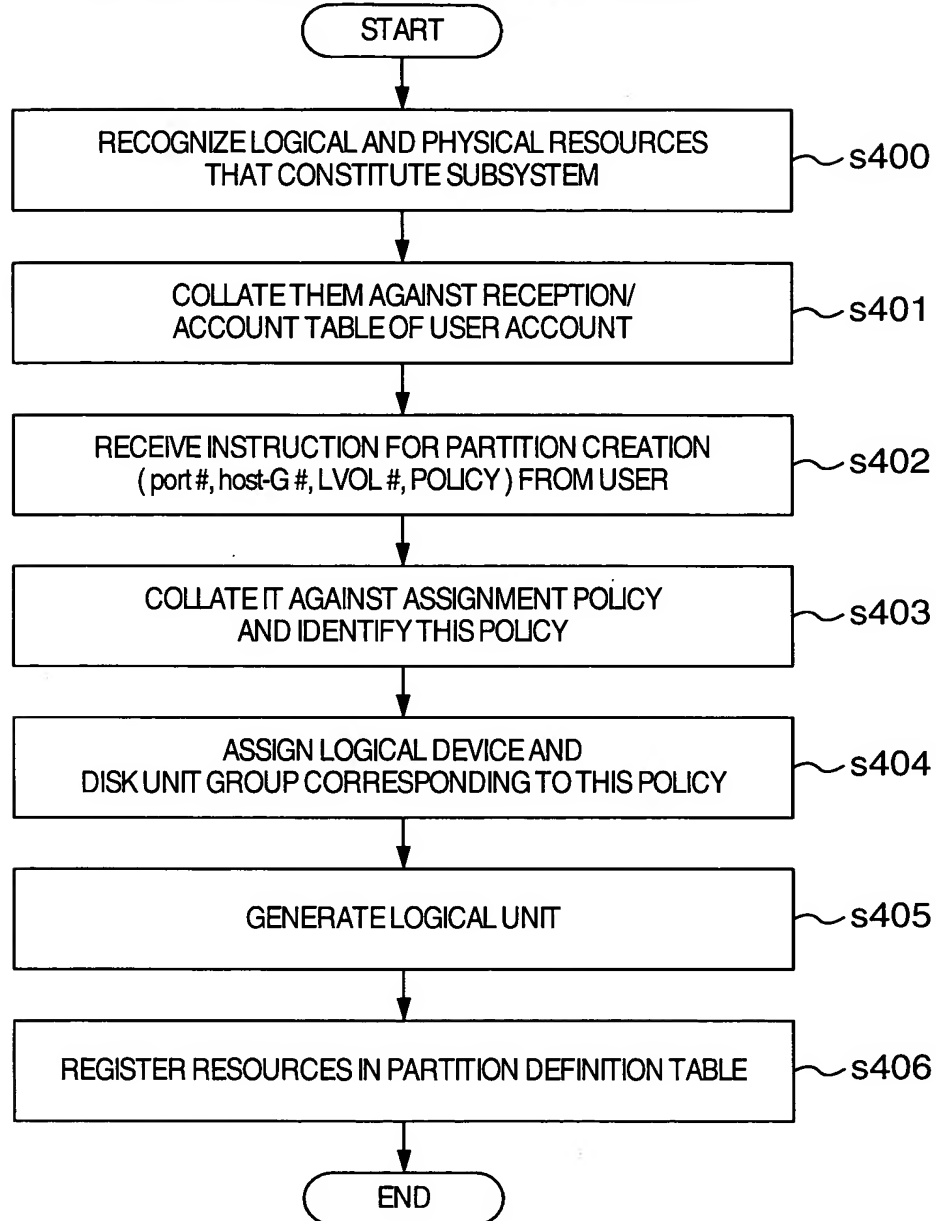 START
RECOGNIZE LOGICAL AND PHYSICAL RESOURCES
THAT CONSTITUTE SUBSYSTEM
s400
COLLATE THEM AGAINST RECEPTION/
ACCOUNT TABLE OF USER ACCOUNT
s401
RECEIVE INSTRUCTION FOR PARTITION CREATION
( port #, host-G #, LVOL #, POLICY ) FROM USER
s402
COLLATE IT AGAINST ASSIGNMENT POLICY
AND IDENTIFY THIS POLICY
s403
ASSIGN LOGICAL DEVICE AND
DISK UNIT GROUP CORRESPONDING TO THIS POLICY
s404
GENERATE LOGICAL UNIT
s405
REGISTER RESOURCES IN PARTITION DEFINITION TABLE
s406
END